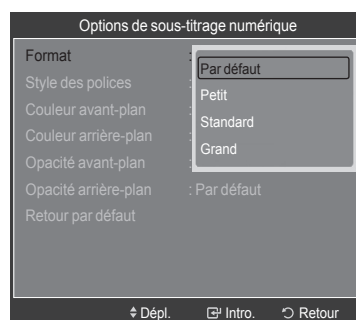 Options de sous-titrage numérique
Format :
Par défaut
Petit
Standard
Grand
Style des polices :
Couleur avant-plan :
Couleur arrière-plan :
Opacité avant-plan :
Opacité arrière-plan : Par défaut
Retour par défaut
Dépl. Intro. Retour